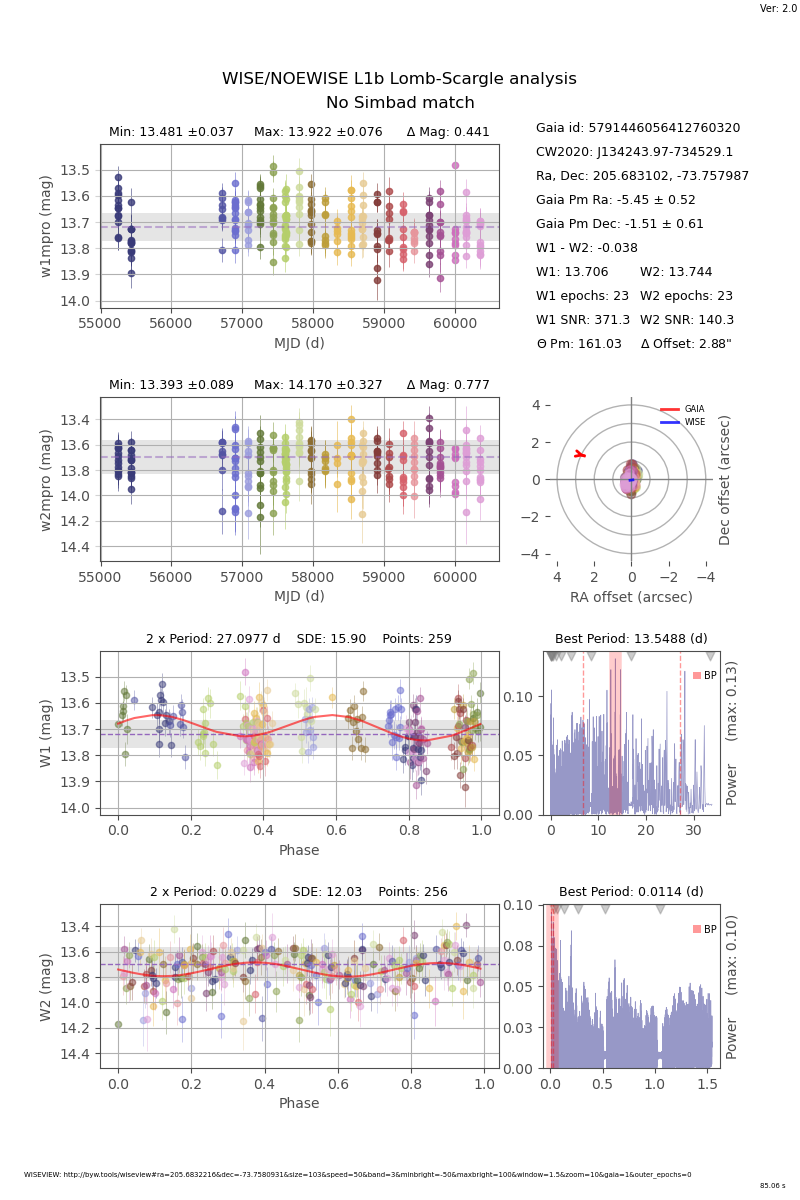 Ver: 2.0
WISE/NOEWISE L1b Lomb-Scargle analysis
No Simbad match
Min: 13.481 ±0.037 Max: 13.922 ±0.076 Δ Mag: 0.441
13.5
13.6
13.7
13.8
13.9
14.0
w1mpro (mag)
55000 56000 57000 58000 59000 60000
MJD (d)
Gaia id: 5791446056412760320
CW2020: J134243.97-734529.1
Ra, Dec: 205.683102, -73.757987
Gaia Pm Ra: -5.45 ± 0.52
Gaia Pm Dec: -1.51 ± 0.61
W1 - W2: -0.038
W1: 13.706 W2: 13.744
W1 epochs: 23 W2 epochs: 23
W1 SNR: 371.3 W2 SNR: 140.3
Θ Pm: 161.03 Δ Offset: 2.88"
Min: 13.393 ±0.089 Max: 14.170 ±0.327 Δ Mag: 0.777
13.4
13.6
13.8
14.0
14.2
14.4
w2mpro (mag)
55000 56000 57000 58000 59000 60000
MJD (d)
GAIA
WISE
4
2
0
−2
−4
4 2 0 −2 −4
RA offset (arcsec)
Dec offset (arcsec)
2 x Period: 27.0977 d SDE: 15.90 Points: 259
13.5
13.6
13.7
13.8
13.9
14.0
W1 (mag)
0.0 0.2 0.4 0.6 0.8 1.0
Phase
Best Period: 13.5488 (d)
BP
0.10
0.05
0.00
0 10 20 30
Power (max: 0.13)
2 x Period: 0.0229 d SDE: 12.03 Points: 256
13.4
13.6
13.8
14.0
14.2
14.4
W2 (mag)
0.0 0.2 0.4 0.6 0.8 1.0
Phase
Best Period: 0.0114 (d)
BP
0.10
0.08
0.05
0.03
0.00
0.0 0.5 1.0 1.5
Power (max: 0.10)
WISEVIEW: http://byw.tools/wiseview#ra=205.6832216&dec=-73.7580931&size=103&speed=50&band=3&minbright=-50&maxbright=100&window=1.5&zoom=10&gaia=1&outer_epochs=0
85.06 s